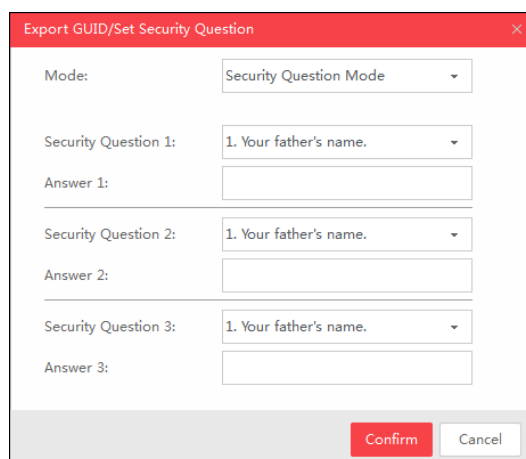 Export GUID/Set Security Question
Mode: Security Question Mode
Security Question 1: 1. Your father's name.
Answer 1:
Security Question 2: 1. Your father's name.
Answer 2:
Security Question 3: 1. Your father's name.
Answer 3:
Confirm Cancel